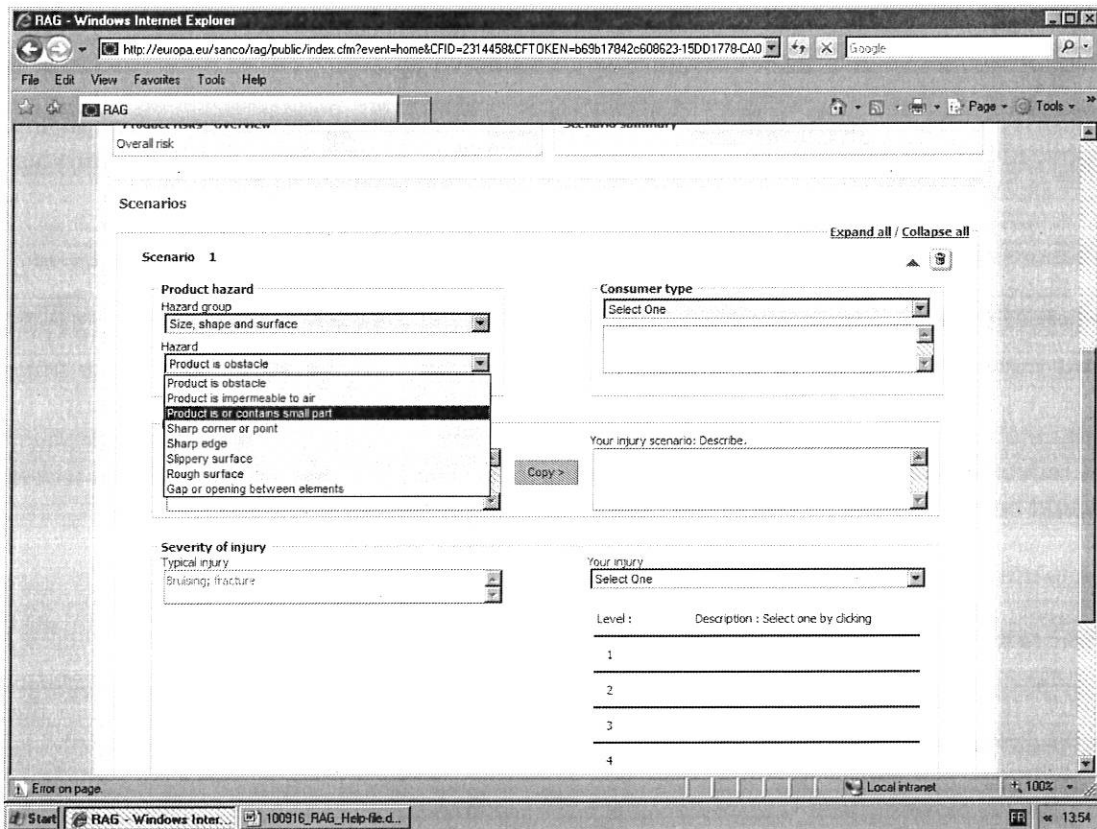 RAG - Windows Internet Explorer
http://europa.eu/sanco/rag/public/index.cfm?event=home&CFID=2314458&CFTOKEN=b69b17842c608623-15DD1778-CA0
Google
File Edit View Favorites Tools Help
RAG
Page Tools
Product risks - Overview
Scenario summary
Overall risk
Scenarios
Expand all / Collapse all
Scenario 1
Product hazard
Consumer type
Hazard group
Select One
Size, shape and surface
Hazard
Product is obstacle
Product is obstacle
Product is impermeable to air
Product is or contains small part
Sharp corner or point
Sharp edge
Slippery surface
Rough surface
Gap or opening between elements
Copy >
Your injury scenario: Describe.
Severity of injury
Typical injury
Bruising; fracture
Your injury
Select One
Level : Description : Select one by clicking
1
2
3
4
Error on page.
Local intranet
100%
Start
RAG - Windows Inter...
100916_RAG_Help-file.d...
FR
« 13:54